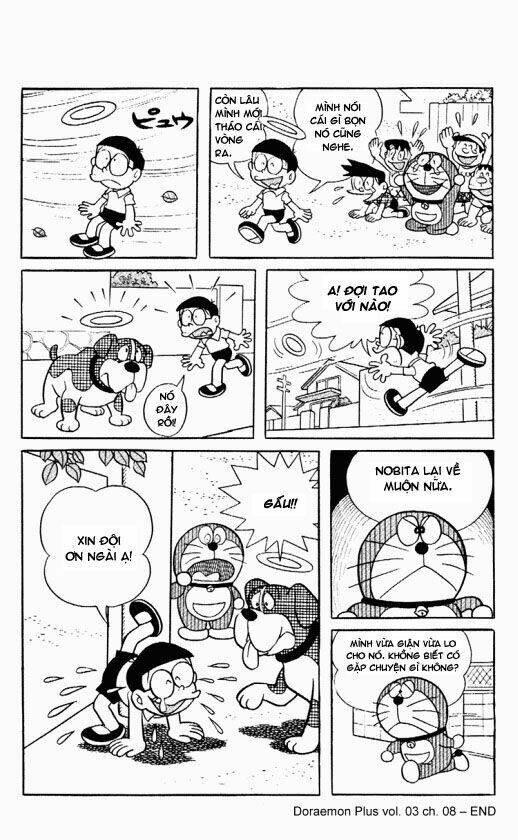 CÒN LÂU
MÌNH MỚI
THÁO CÁI
VÒNG
RA.
MÌNH NÓI
CÁI GÌ BỌN
NÓ CŨNG
NGHE.
ピュウ
A! ĐỢI TAO
VỚI NÀO!
NÓ
ĐÂY
RỒI!
NOBITA LẠI VỀ
MUỘN NỮA.
MÌNH VỪA GIẬN VỪA LO
CHO NÓ. KHÔNG BIẾT CÓ
GẶP CHUYỆN GÌ KHÔNG?
GẤU!!
XIN ĐỘI
ƠN NGÀI Ạ!
Doraemon Plus vol. 03 ch. 08 – END